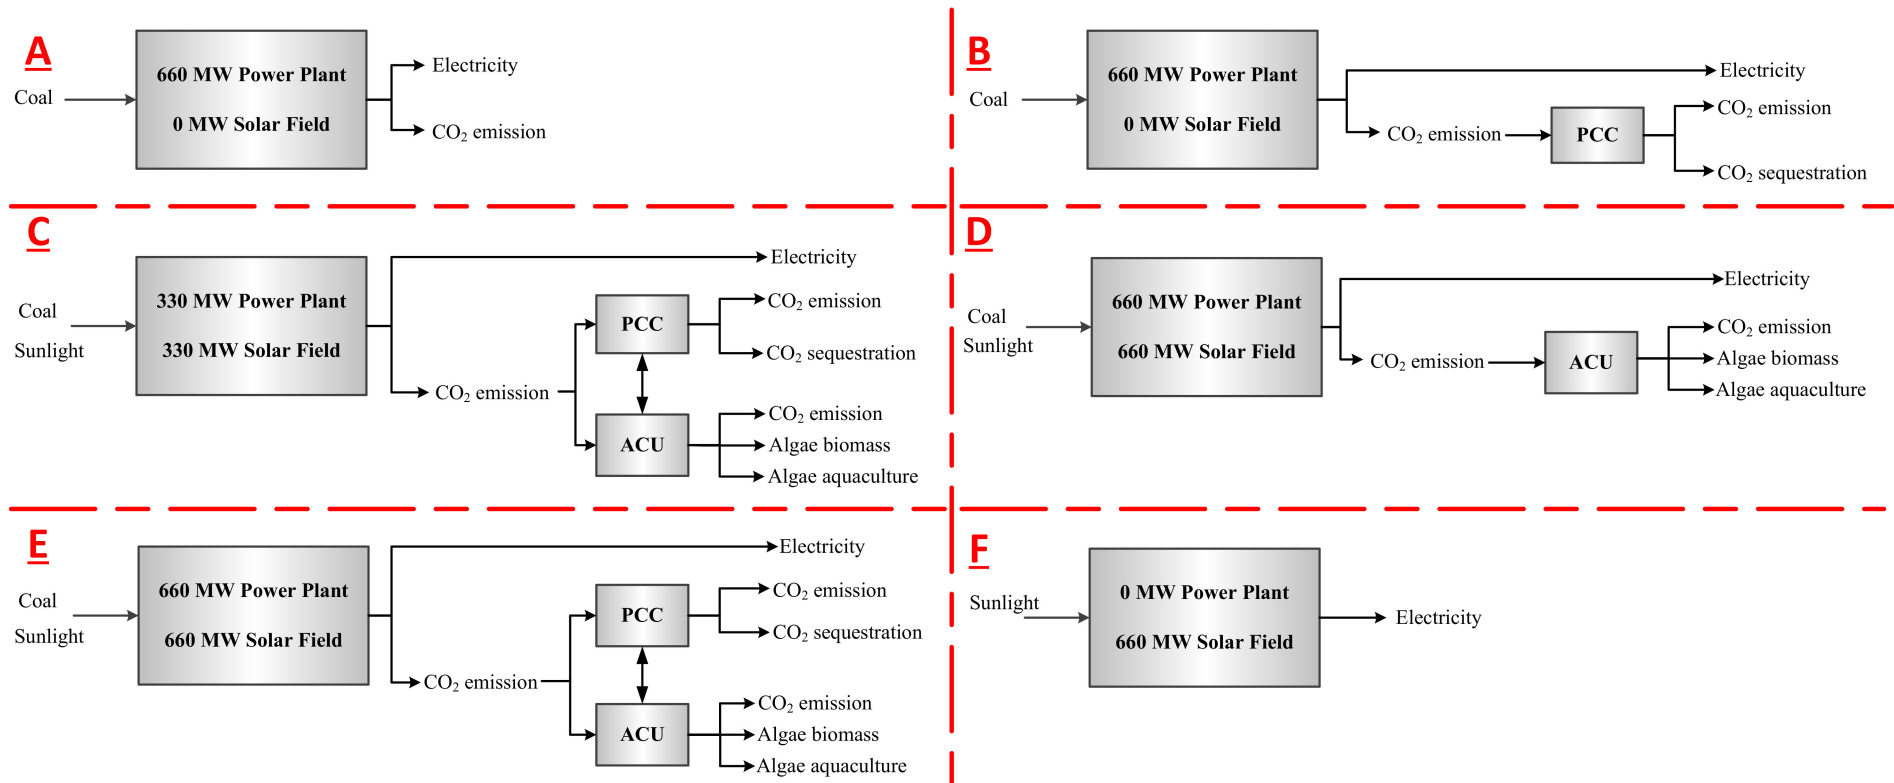 A
Coal
660 MW Power Plant
0 MW Solar Field
Electricity
CO₂ emission
B
Coal
660 MW Power Plant
0 MW Solar Field
Electricity
CO₂ emission
PCC
CO₂ emission
CO₂ sequestration
C
Coal
Sunlight
330 MW Power Plant
330 MW Solar Field
Electricity
CO₂ emission
PCC
CO₂ emission
CO₂ sequestration
ACU
CO₂ emission
Algae biomass
Algae aquaculture
D
Coal
Sunlight
660 MW Power Plant
660 MW Solar Field
Electricity
CO₂ emission
ACU
CO₂ emission
Algae biomass
Algae aquaculture
E
Coal
Sunlight
660 MW Power Plant
660 MW Solar Field
Electricity
CO₂ emission
PCC
CO₂ emission
CO₂ sequestration
ACU
CO₂ emission
Algae biomass
Algae aquaculture
F
Sunlight
0 MW Power Plant
660 MW Solar Field
Electricity